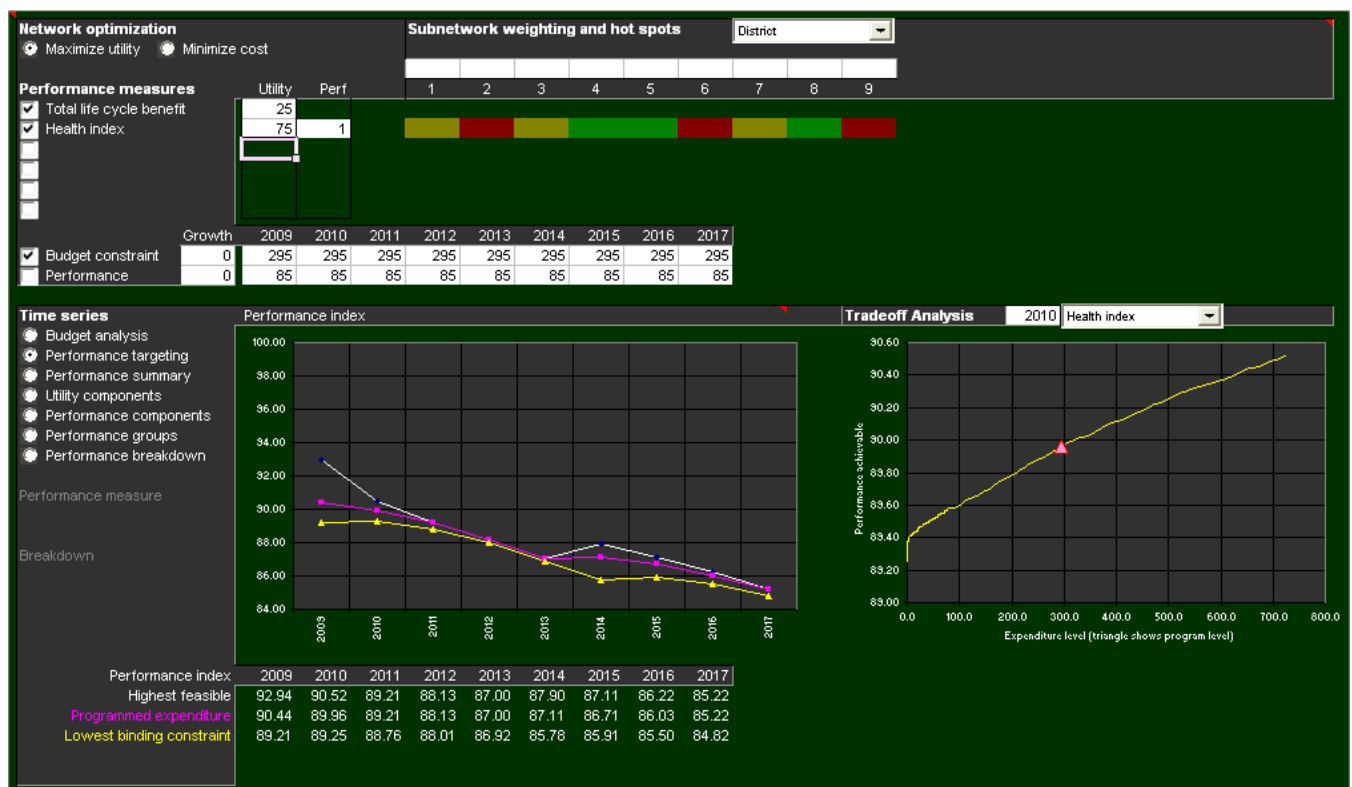 Network optimization Subnetwork weighting and hot spots District
Maximize utility Minimize cost
Performance measures Utility Perf 1 2 3 4 5 6 7 8 9
Total life cycle benefit 25
Health index 75 1
Growth 2009 2010 2011 2012 2013 2014 2015 2016 2017
Budget constraint 0 295 295 295 295 295 295 295 295 295
Performance 0 85 85 85 85 85 85 85 85 85
Time series
Budget analysis
Performance targeting
Performance summary
Utility components
Performance components
Performance groups
Performance breakdown
Performance measure
Breakdown
Performance index
100.00
98.00
96.00
94.00
92.00
90.00
88.00
86.00
84.00
2009 2010 2011 2012 2013 2014 2015 2016 2017
Tradeoff Analysis 2010 Health index
Performance achievable
90.60
90.40
90.20
90.00
89.80
89.60
89.40
89.20
89.00
0.0 100.0 200.0 300.0 400.0 500.0 600.0 700.0 800.0
Expenditure level (triangle shows program level)
Performance index 2009 2010 2011 2012 2013 2014 2015 2016 2017
Highest feasible 92.94 90.52 89.21 88.13 87.00 87.90 87.11 86.22 85.22
Programmed expenditure 90.44 89.96 89.21 88.13 87.00 87.11 86.71 86.03 85.22
Lowest binding constraint 89.21 89.25 88.76 88.01 86.92 85.78 85.91 85.50 84.82